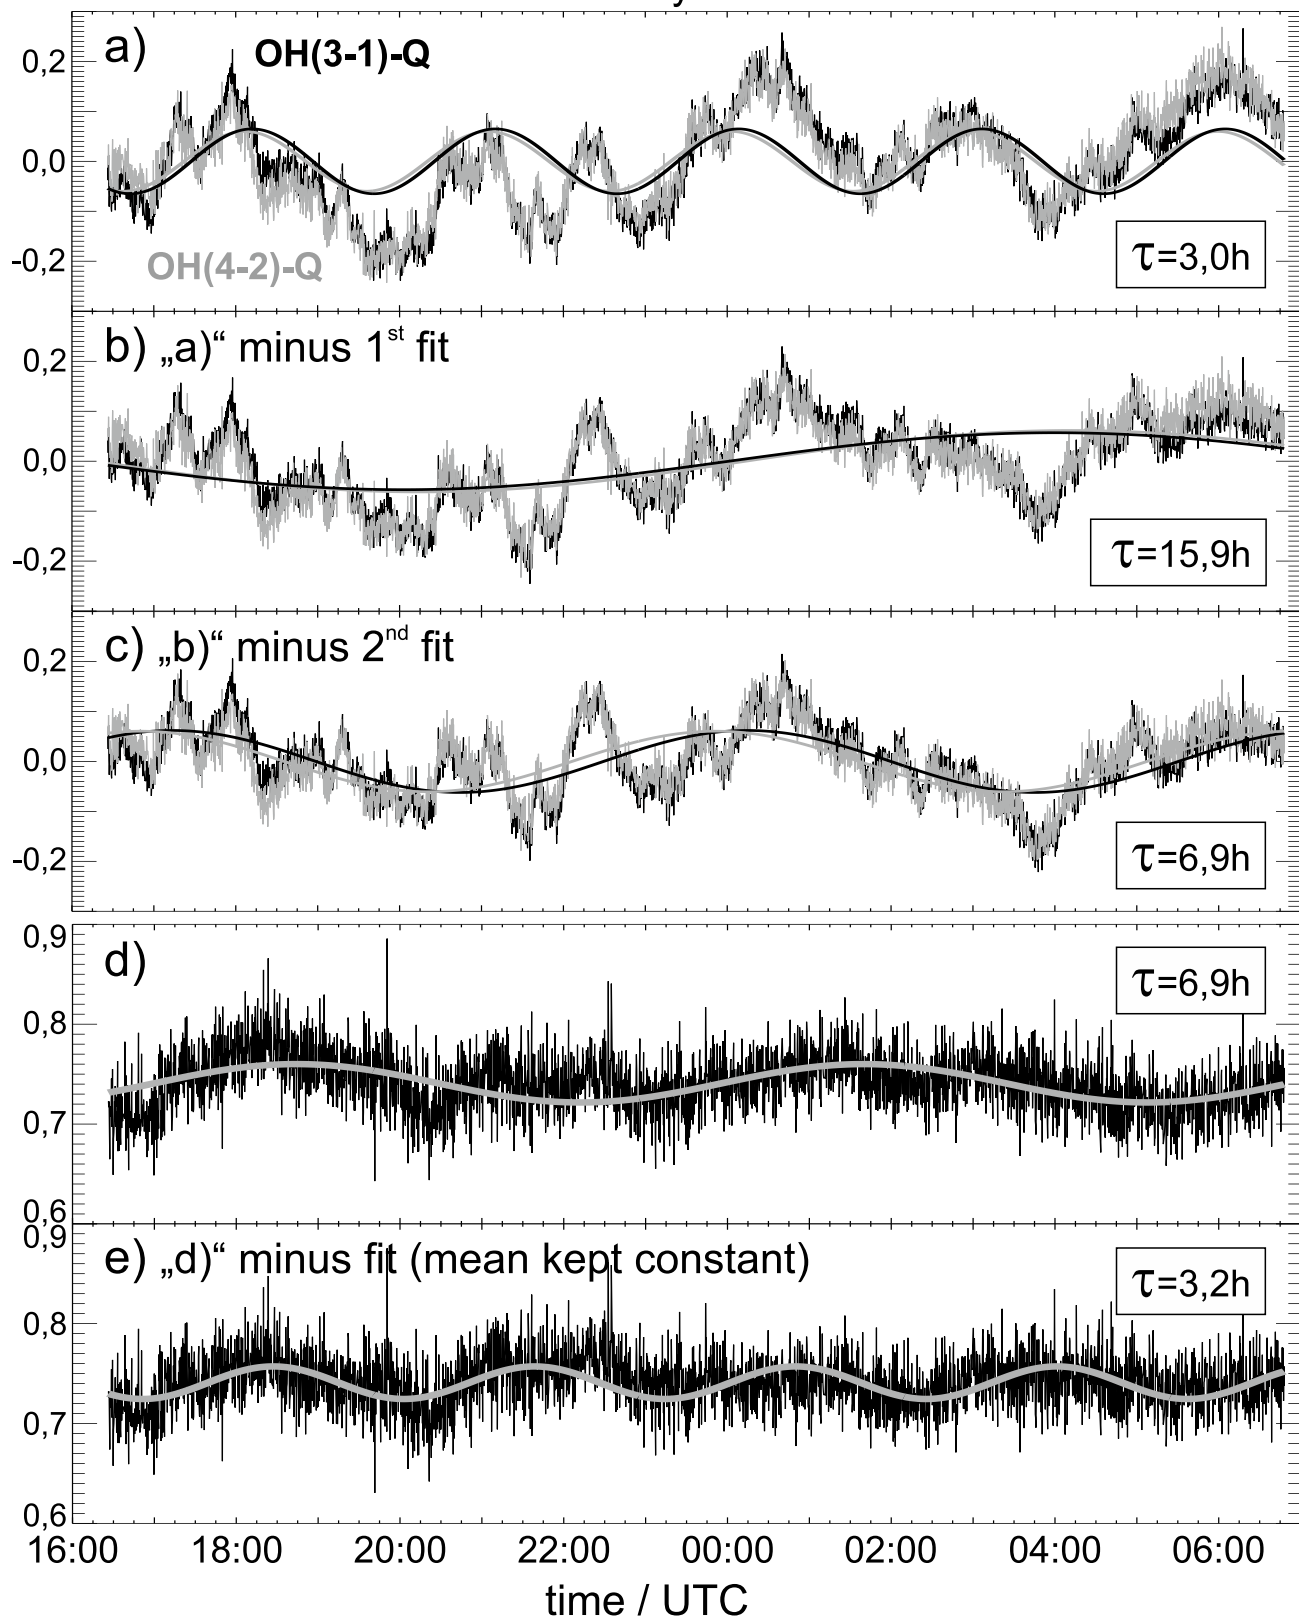 y
a)
OH(3-1)-Q
0,2
0,0
-0,2
OH(4-2)-Q
τ=3,0h
b) „a)“ minus 1st fit
0,2
0,0
-0,2
τ=15,9h
c) „b)“ minus 2nd fit
0,2
0,0
-0,2
τ=6,9h
0,9
d)
τ=6,9h
0,8
0,7
0,6
0,9
e) „d)“ minus fit (mean kept constant)
τ=3,2h
0,8
0,7
0,6
16:00 18:00 20:00 22:00 00:00 02:00 04:00 06:00
time / UTC